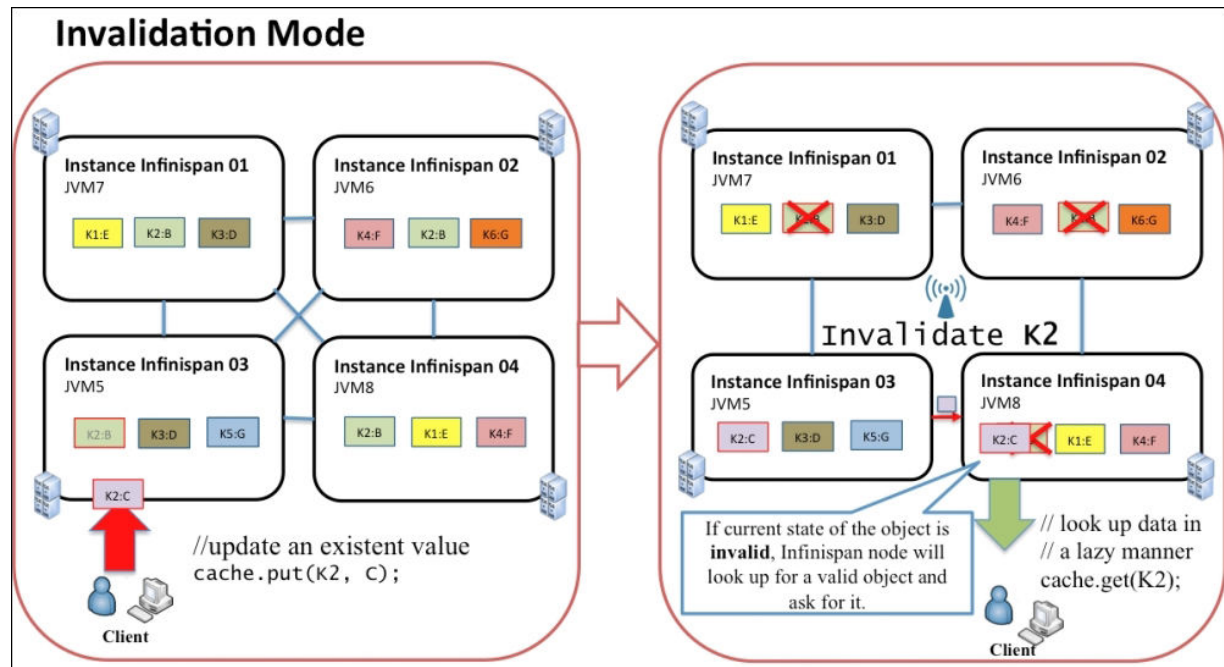 Invalidation Mode
Instance Infinispan 01
JVM7
K1:E
K2:B
K3:D
Instance Infinispan 02
JVM6
K4:F
K2:B
K6:G
Instance Infinispan 03
JVM5
K2:B
K3:D
K5:G
K2:C
Instance Infinispan 04
JVM8
K2:B
K1:E
K4:F
//update an existent value
cache.put(K2, C);
Client
Instance Infinispan 01
JVM7
K1:E
K3:D
Instance Infinispan 02
JVM6
K4:F
K6:G
Invalidate K2
Instance Infinispan 03
JVM5
K2:C
K3:D
K5:G
Instance Infinispan 04
JVM8
K2:C
K1:E
K4:F
If current state of the object is
invalid, Infinispan node will
look up for a valid object and
ask for it.
// look up data in
// a lazy manner
cache.get(K2);
Client